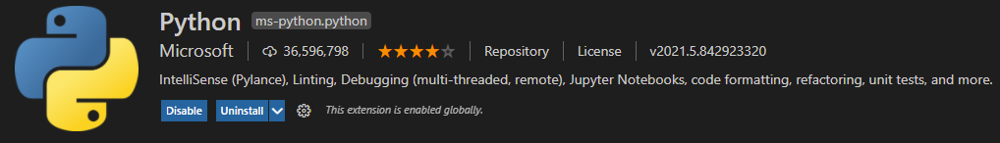 Python ms-python.python
Microsoft 36,596,798 Repository License v2021.5.842923320
IntelliSense (Pylance), Linting, Debugging (multi-threaded, remote), Jupyter Notebooks, code formatting, refactoring, unit tests, and more.
Disable Uninstall This extension is enabled globally.